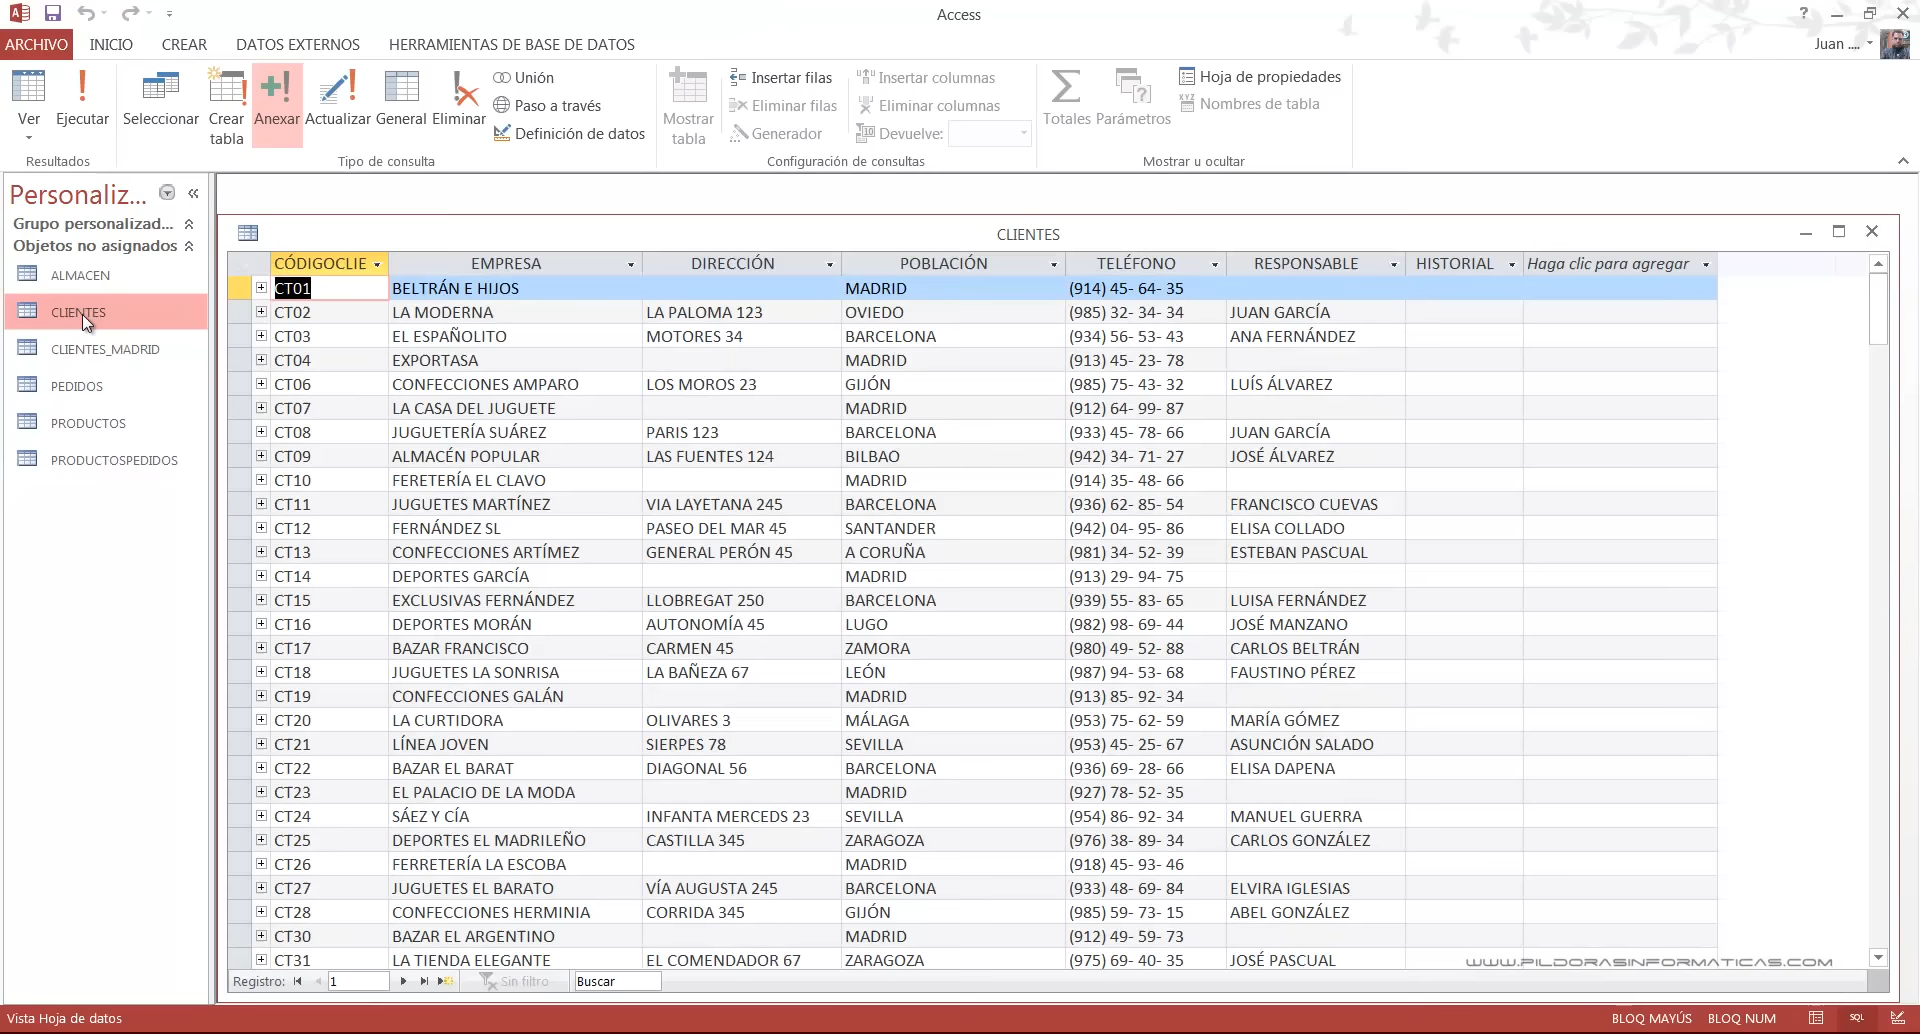 Access
?
ARCHIVO INICIO CREAR DATOS EXTERNOS HERRAMIENTAS DE BASE DE DATOS Juan ....
Ver Ejecutar Seleccionar Crear tabla Anexar Actualizar General Eliminar
Unión
Paso a través
Definición de datos
Mostrar tabla
Insertar filas
Eliminar filas
Generador
Insertar columnas
Eliminar columnas
Devuelve:
Totales Parámetros
Hoja de propiedades
Nombres de tabla
Resultados Tipo de consulta Configuración de consultas Mostrar u ocultar
Personaliz... «
Grupo personalizad...
Objetos no asignados
ALMACEN
CLIENTES
CLIENTES_MADRID
PEDIDOS
PRODUCTOS
PRODUCTOSPEDIDOS
CLIENTES
CÓDIGOCLIE EMPRESA DIRECCIÓN POBLACIÓN TELÉFONO RESPONSABLE HISTORIAL Haga clic para agregar
CT01 BELTRÁN E HIJOS MADRID (914) 45- 64- 35
CT02 LA MODERNA LA PALOMA 123 OVIEDO (985) 32- 34- 34 JUAN GARCÍA
CT03 EL ESPAÑOLITO MOTORES 34 BARCELONA (934) 56- 53- 43 ANA FERNÁNDEZ
CT04 EXPORTASA MADRID (913) 45- 23- 78
CT06 CONFECCIONES AMPARO LOS MOROS 23 GIJÓN (985) 75- 43- 32 LUÍS ÁLVAREZ
CT07 LA CASA DEL JUGUETE MADRID (912) 64- 99- 87
CT08 JUGUETERÍA SUÁREZ PARIS 123 BARCELONA (933) 45- 78- 66 JUAN GARCÍA
CT09 ALMACÉN POPULAR LAS FUENTES 124 BILBAO (942) 34- 71- 27 JOSÉ ÁLVAREZ
CT10 FERETERÍA EL CLAVO MADRID (914) 35- 48- 66
CT11 JUGUETES MARTÍNEZ VIA LAYETANA 245 BARCELONA (936) 62- 85- 54 FRANCISCO CUEVAS
CT12 FERNÁNDEZ SL PASEO DEL MAR 45 SANTANDER (942) 04- 95- 86 ELISA COLLADO
CT13 CONFECCIONES ARTÍMEZ GENERAL PERÓN 45 A CORUÑA (981) 34- 52- 39 ESTEBAN PASCUAL
CT14 DEPORTES GARCÍA MADRID (913) 29- 94- 75
CT15 EXCLUSIVAS FERNÁNDEZ LLOBREGAT 250 BARCELONA (939) 55- 83- 65 LUISA FERNÁNDEZ
CT16 DEPORTES MORÁN AUTONOMÍA 45 LUGO (982) 98- 69- 44 JOSÉ MANZANO
CT17 BAZAR FRANCISCO CARMEN 45 ZAMORA (980) 49- 52- 88 CARLOS BELTRÁN
CT18 JUGUETES LA SONRISA LA BAÑEZA 67 LEÓN (987) 94- 53- 68 FAUSTINO PÉREZ
CT19 CONFECCIONES GALÁN MADRID (913) 85- 92- 34
CT20 LA CURTIDORA OLIVARES 3 MÁLAGA (953) 75- 62- 59 MARÍA GÓMEZ
CT21 LÍNEA JOVEN SIERPES 78 SEVILLA (953) 45- 25- 67 ASUNCIÓN SALADO
CT22 BAZAR EL BARAT DIAGONAL 56 BARCELONA (936) 69- 28- 66 ELISA DAPENA
CT23 EL PALACIO DE LA MODA MADRID (927) 78- 52- 35
CT24 SÁEZ Y CÍA INFANTA MERCEDS 23 SEVILLA (954) 86- 92- 34 MANUEL GUERRA
CT25 DEPORTES EL MADRILEÑO CASTILLA 345 ZARAGOZA (976) 38- 89- 34 CARLOS GONZÁLEZ
CT26 FERRETERÍA LA ESCOBA MADRID (918) 45- 93- 46
CT27 JUGUETES EL BARATO VÍA AUGUSTA 245 BARCELONA (933) 48- 69- 84 ELVIRA IGLESIAS
CT28 CONFECCIONES HERMINIA CORRIDA 345 GIJÓN (985) 59- 73- 15 ABEL GONZÁLEZ
CT30 BAZAR EL ARGENTINO MADRID (912) 49- 59- 73
CT31 LA TIENDA ELEGANTE EL COMENDADOR 67 ZARAGOZA (975) 69- 40- 35 JOSÉ PASCUAL
WWW.PILDORASINFORMATICAS.COM
Registro: 1 Sin filtro Buscar
Vista Hoja de datos BLOQ MAYÚS BLOQ NUM SQL